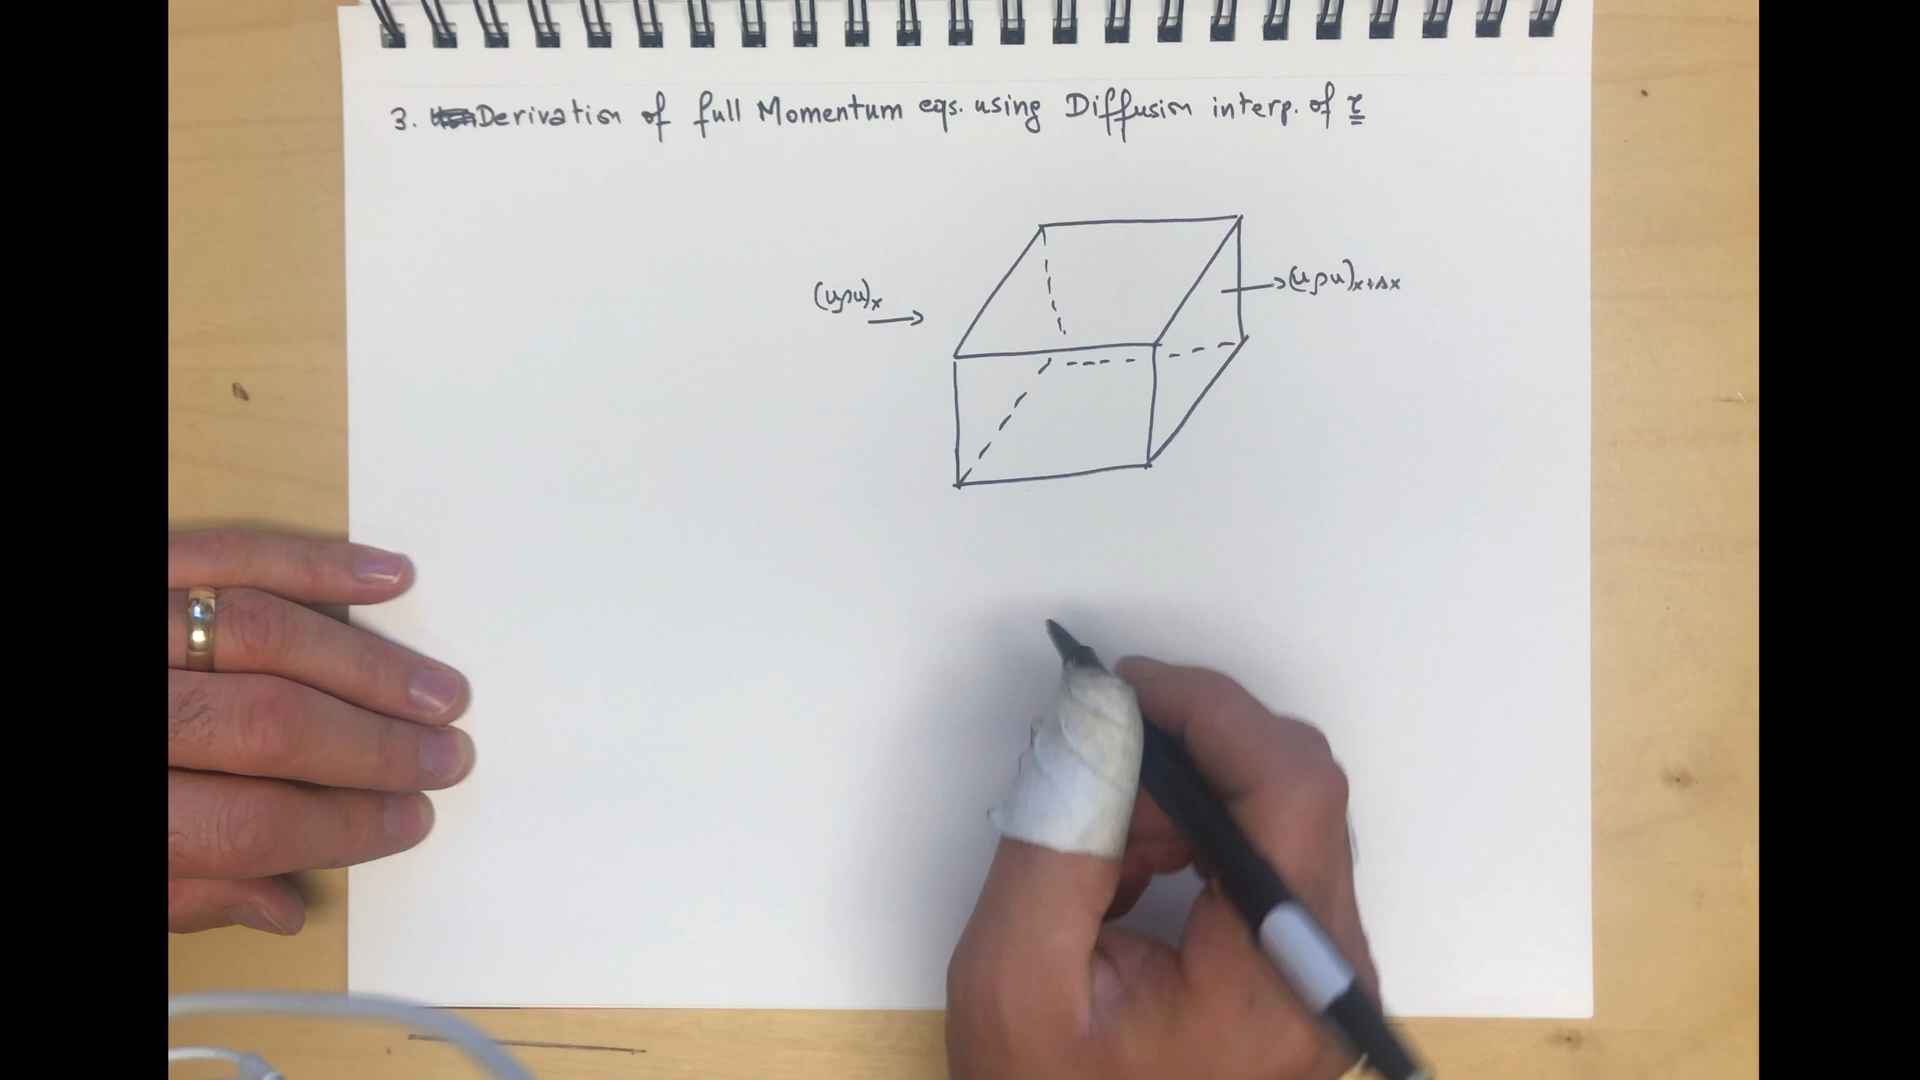 3. Derivation of full Momentum eqs. using Diffusion interp. of τ
(uρu)x
(uρu)x+Δx